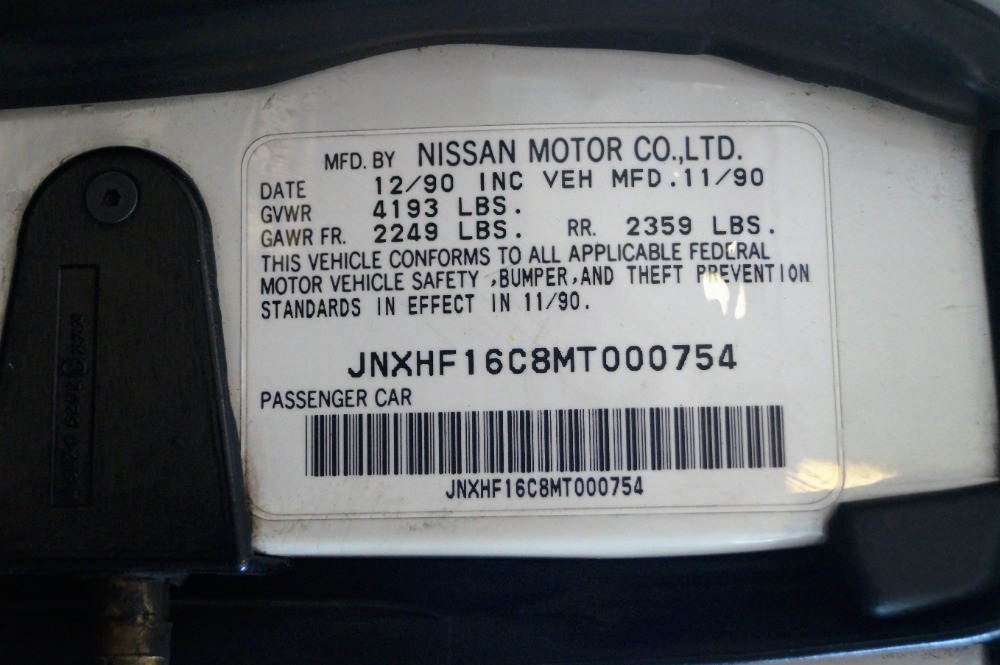 MFD. BY NISSAN MOTOR CO.,LTD.
DATE 12/90 INC VEH MFD.11/90
GVWR 4193 LBS.
GAWR FR. 2249 LBS. RR. 2359 LBS.
THIS VEHICLE CONFORMS TO ALL APPLICABLE FEDERAL
MOTOR VEHICLE SAFETY ,BUMPER,AND THEFT PREVENTION
STANDARDS IN EFFECT IN 11/90.
JNXHF16C8MT000754
PASSENGER CAR
JNXHF16C8MT000754